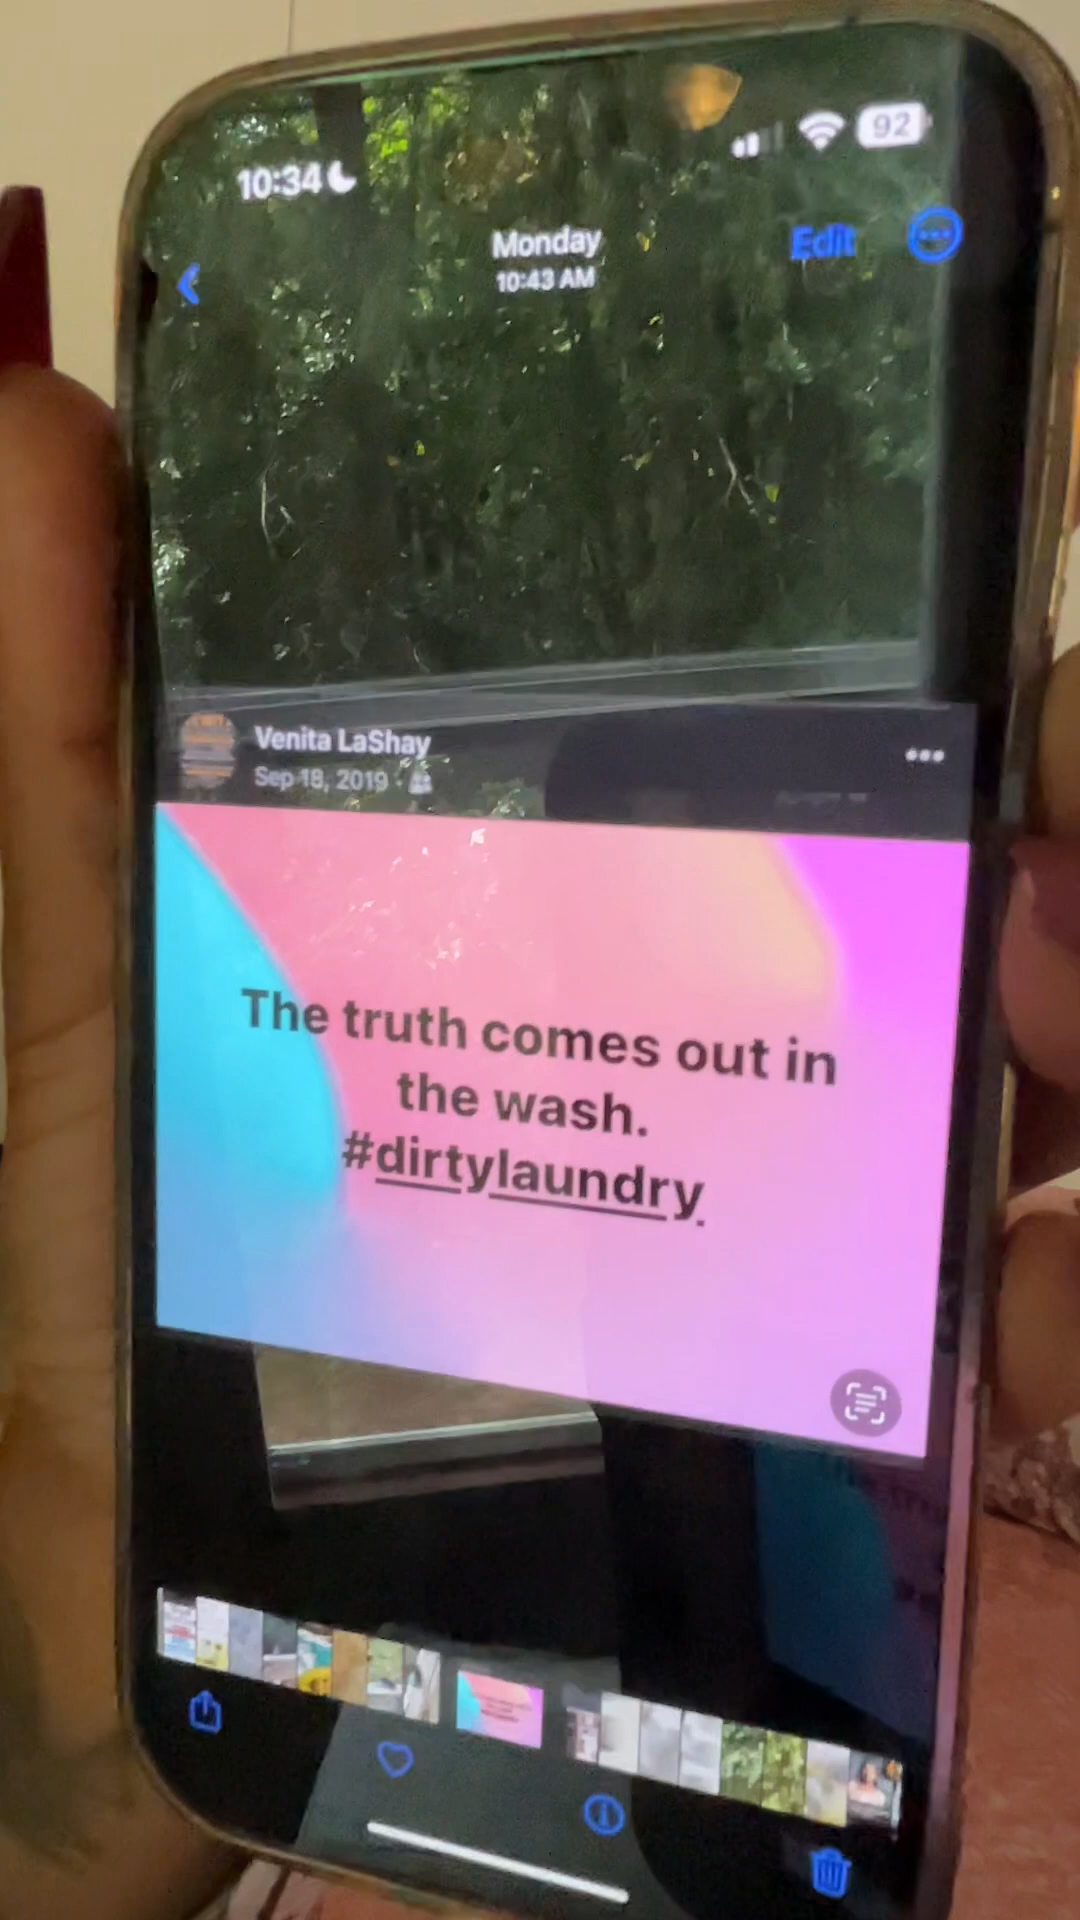 10:34
92
Monday
10:43 AM
Edit
Venita LaShay
Sep 18, 2019 ·
The truth comes out in
the wash.
#dirtylaundry